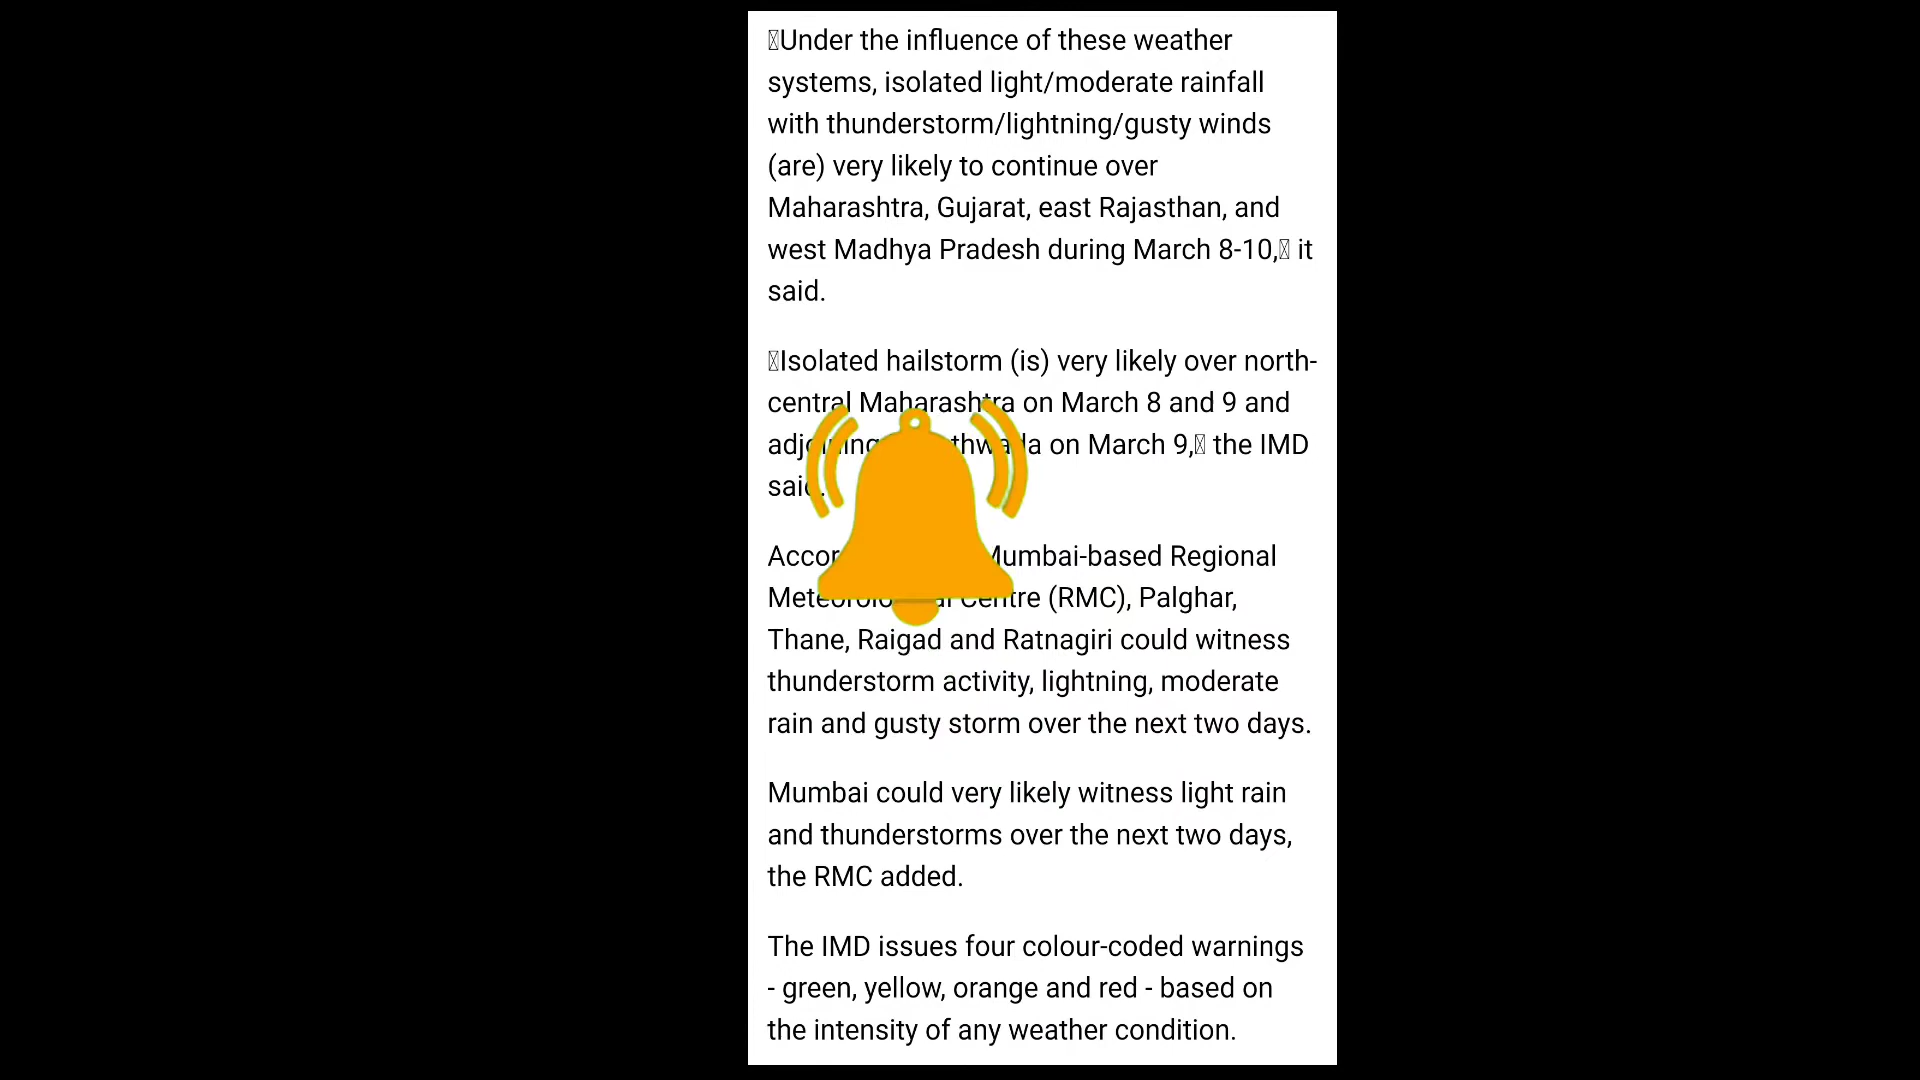 Under the influence of these weather
systems, isolated light/moderate rainfall
with thunderstorm/lightning/gusty winds
(are) very likely to continue over
Maharashtra, Gujarat, east Rajasthan, and
west Madhya Pradesh during March 8-10, it
said.
Isolated hailstorm (is) very likely over north-
central Maharashtra on March 8 and 9 and
on March 9, the IMD
said.
Mumbai-based Regional
Centre (RMC), Palghar,
Thane, Raigad and Ratnagiri could witness
thunderstorm activity, lightning, moderate
rain and gusty storm over the next two days.
Mumbai could very likely witness light rain
and thunderstorms over the next two days,
the RMC added.
The IMD issues four colour-coded warnings
- green, yellow, orange and red - based on
the intensity of any weather condition.